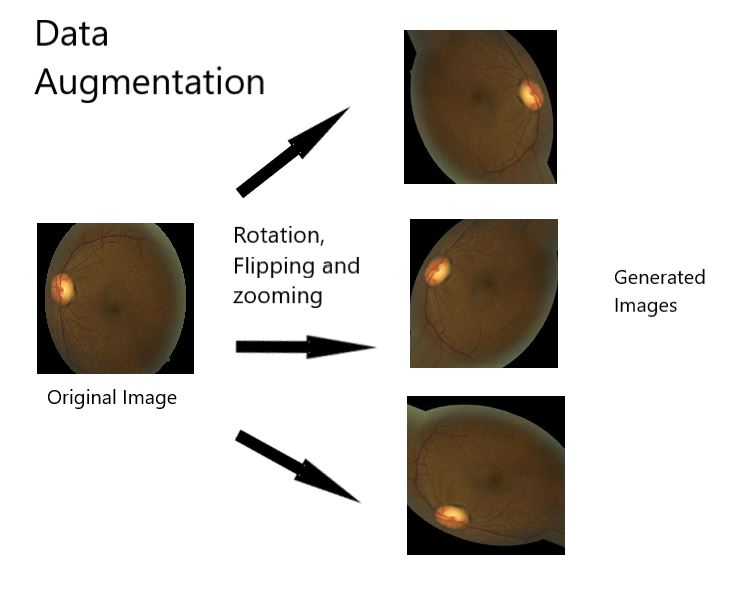 Data
Augmentation
Rotation,
Flipping and
zooming
Generated
Images
Original Image